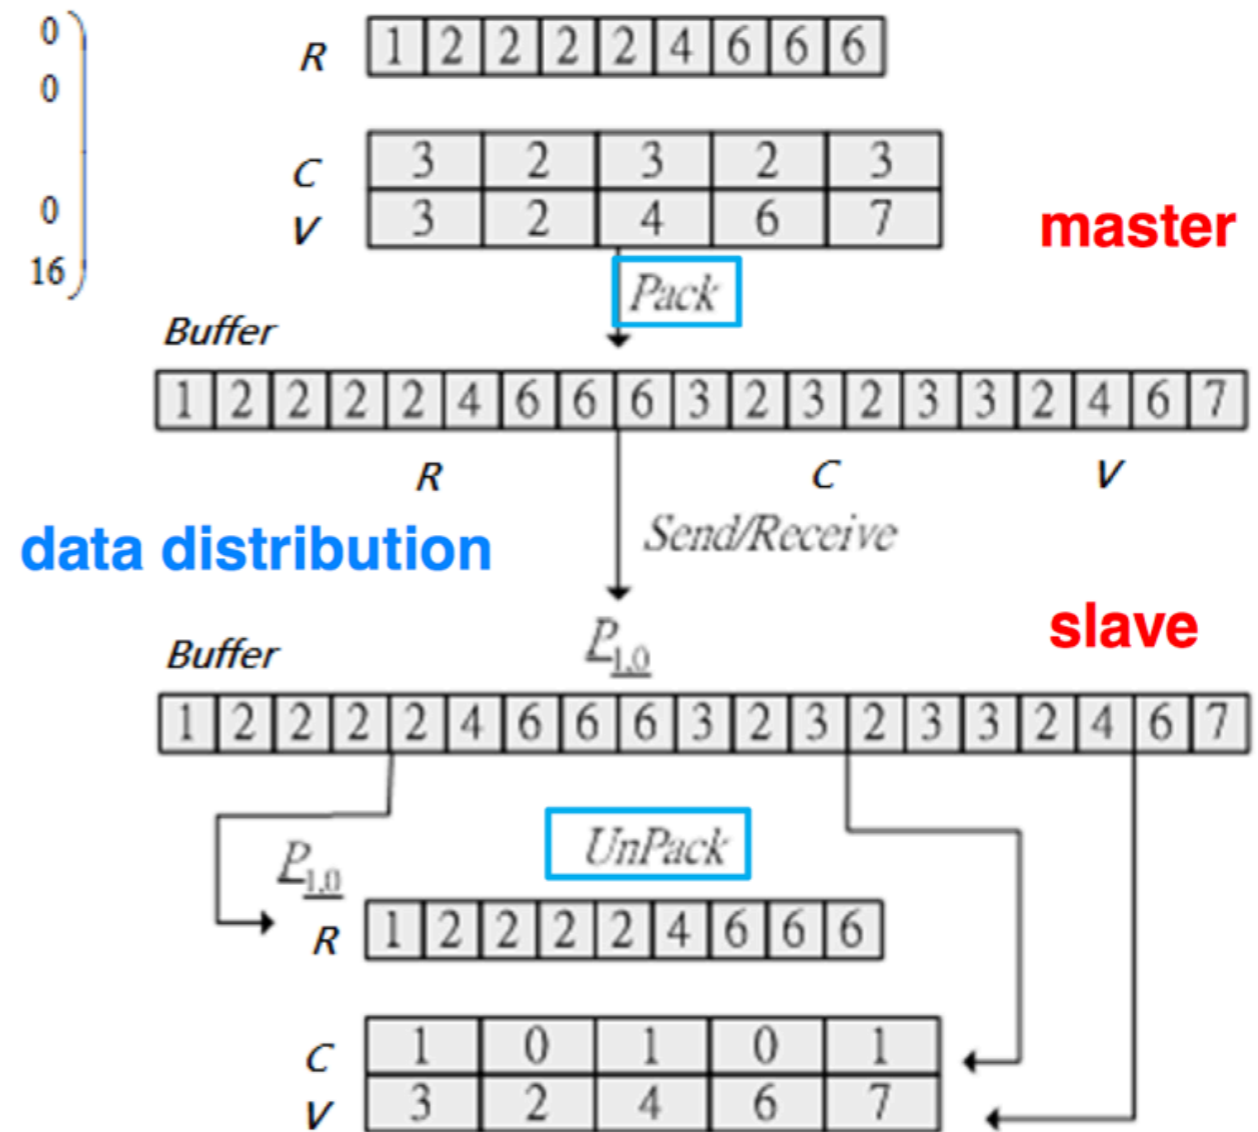 0
0
0
16
R 1 2 2 2 2 4 6 6 6
C 3 2 3 2 3
V 3 2 4 6 7
master
Pack
Buffer
1 2 2 2 2 4 6 6 6 3 2 3 2 3 3 2 4 6 7
R C V
data distribution
Send/Receive
P1,0
slave
Buffer
1 2 2 2 2 4 6 6 6 3 2 3 2 3 3 2 4 6 7
UnPack
P1,0
R 1 2 2 2 2 4 6 6 6
C 1 0 1 0 1
V 3 2 4 6 7